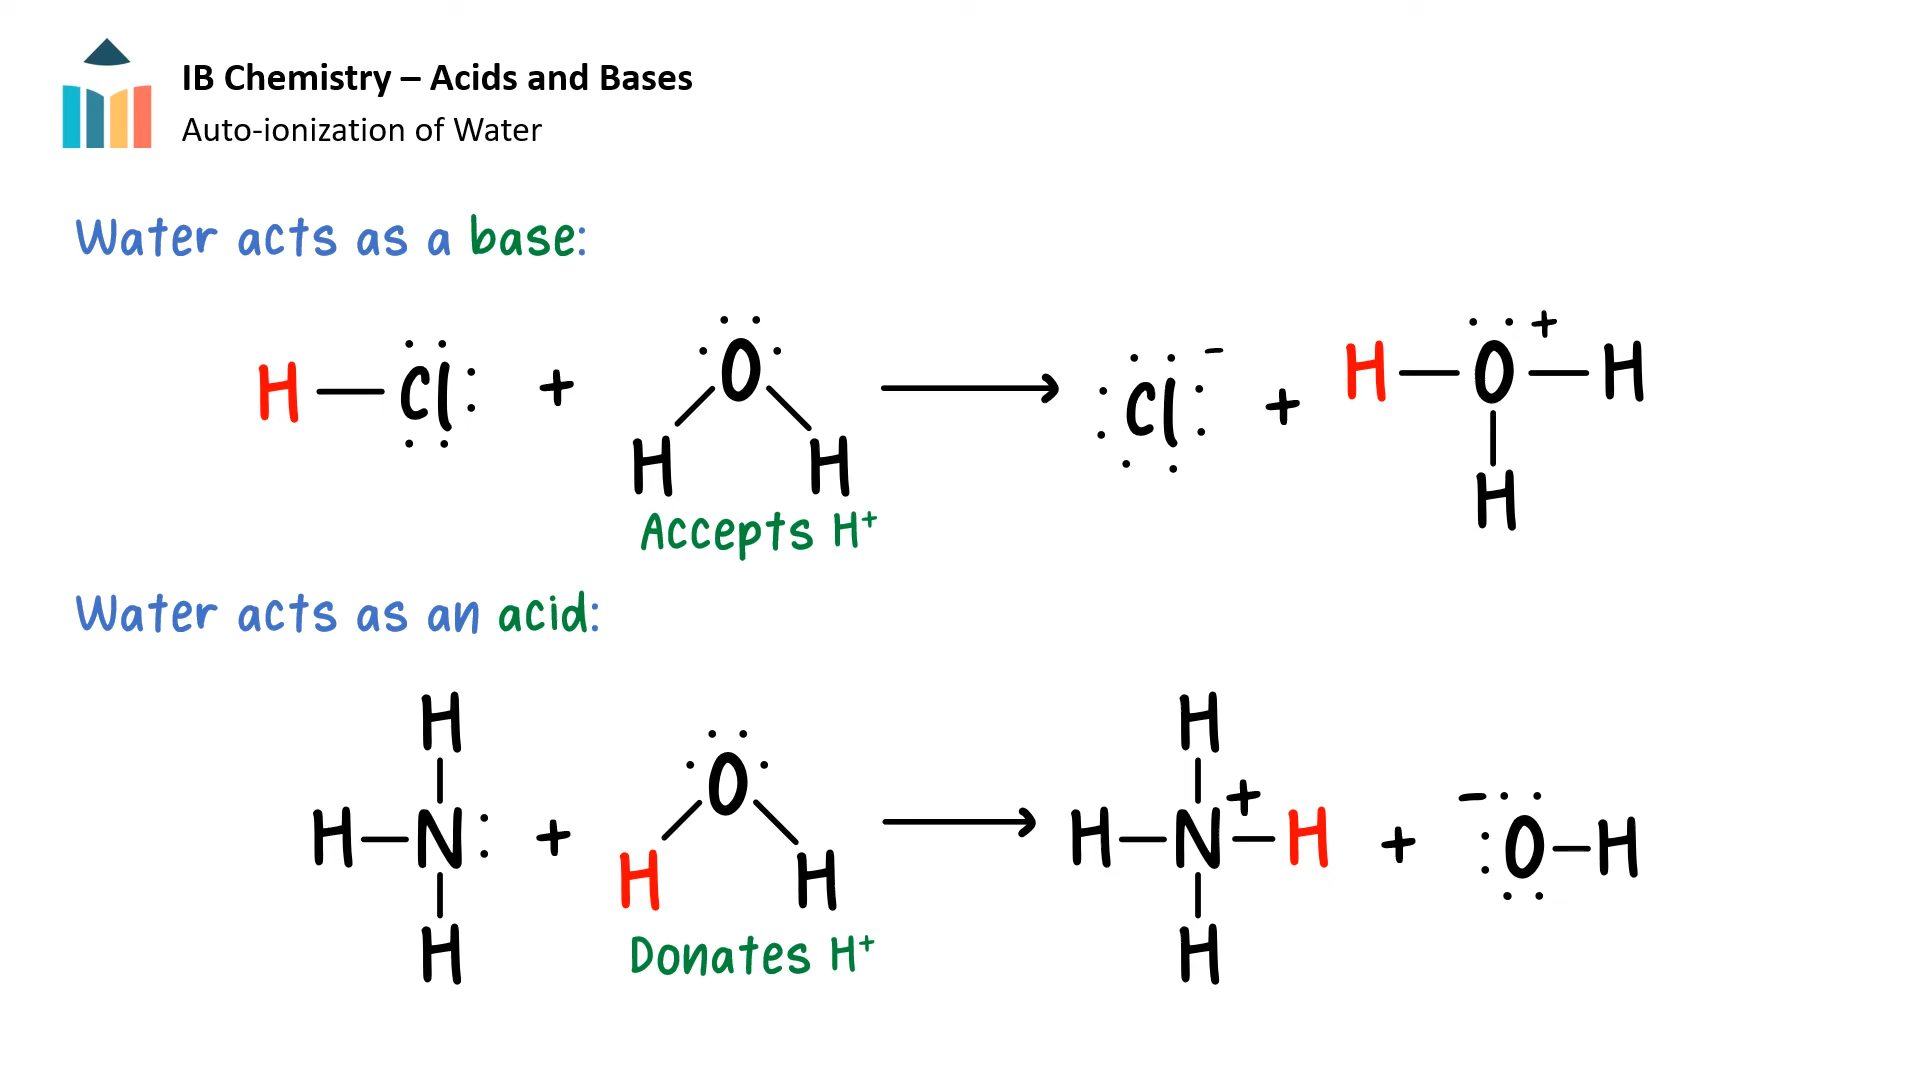 IB Chemistry – Acids and Bases
Auto-ionization of Water
Water acts as a base:
H — Cl + O H H → Cl⁻ + H — O⁺ — H H
Accepts H⁺
Water acts as an acid:
H H — N H + O H H → H H — N⁺ — H H + ⁻O — H
Donates H⁺